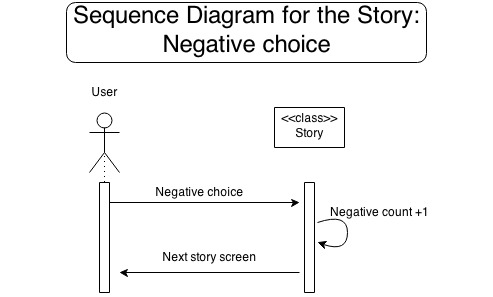 Sequence Diagram for the Story:
Negative choice
User
<<class>>
Story
Negative choice
Negative count +1
Next story screen